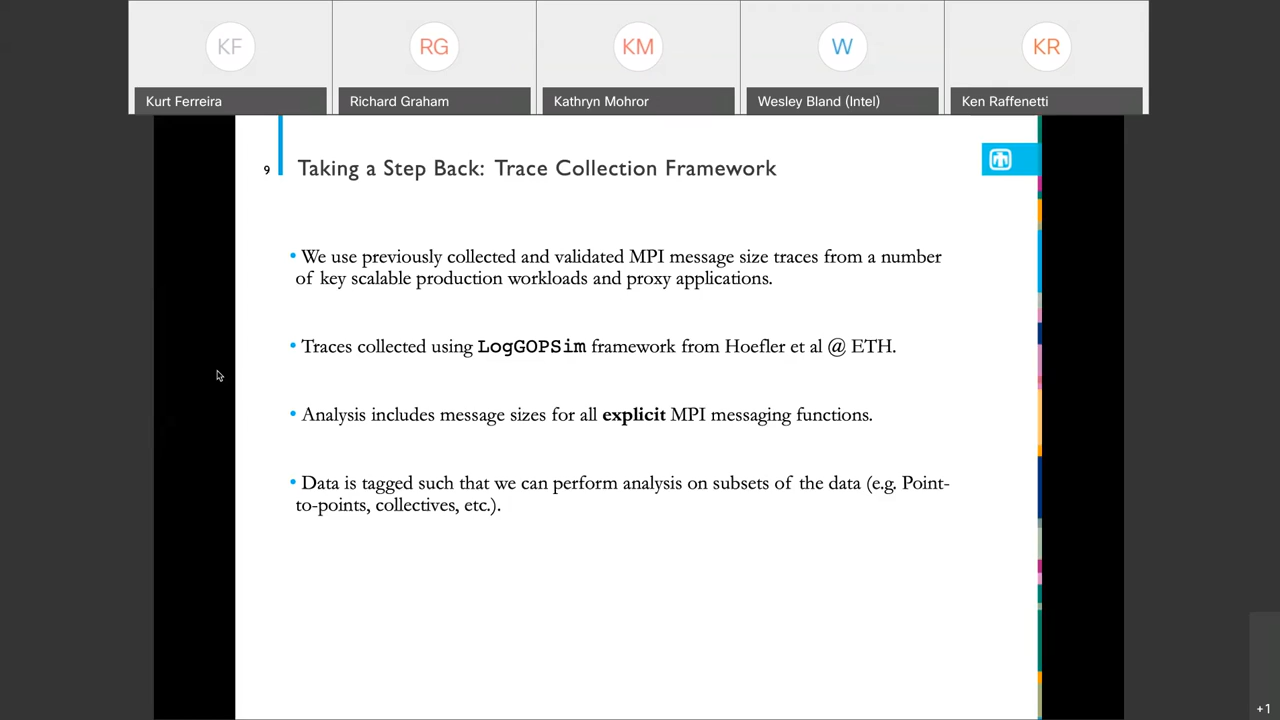 KF
RG
KM
W
KR
Kurt Ferreira
Richard Graham
Kathryn Mohror
Wesley Bland (Intel)
Ken Raffenetti
9
Taking a Step Back: Trace Collection Framework
• We use previously collected and validated MPI message size traces from a number
of key scalable production workloads and proxy applications.
• Traces collected using LogGOPSim framework from Hoefler et al @ ETH.
• Analysis includes message sizes for all explicit MPI messaging functions.
• Data is tagged such that we can perform analysis on subsets of the data (e.g. Point-
to-points, collectives, etc.).
+1